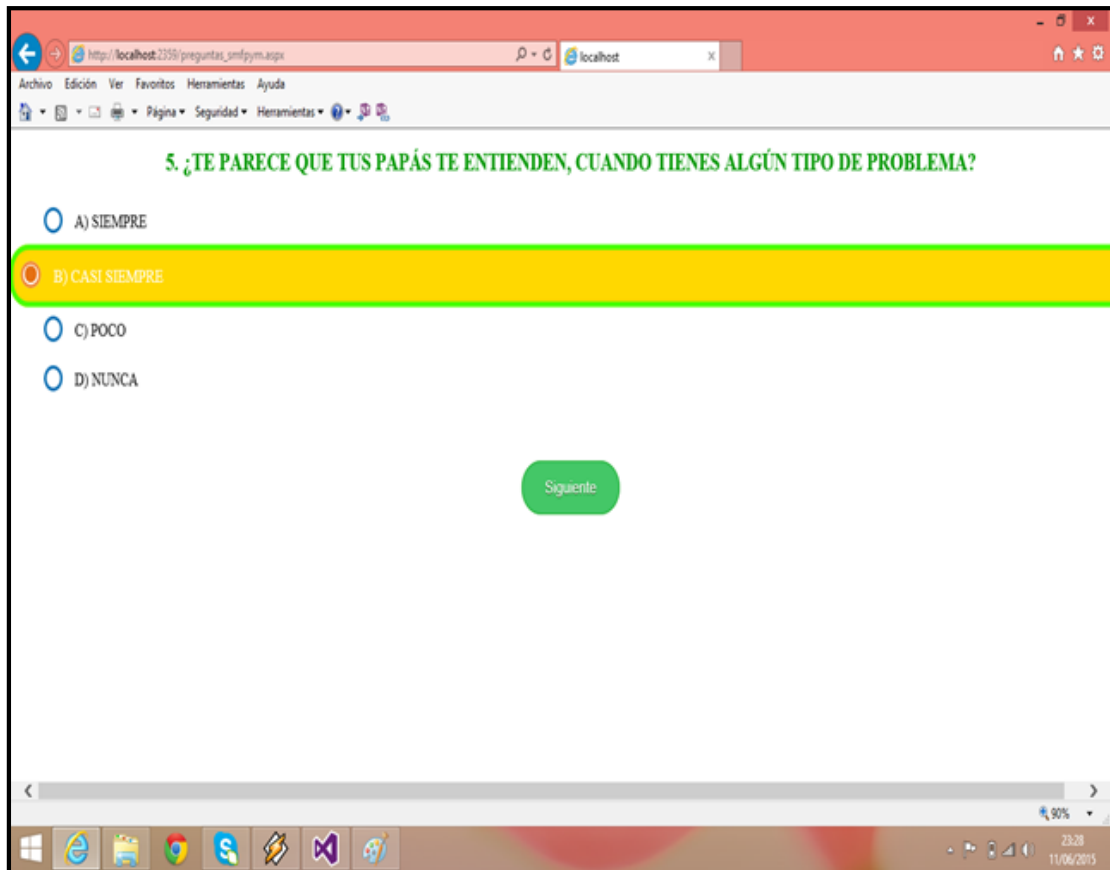 http://localhost:2359/preguntas_smfpym.aspx
localhost
Archivo Edición Ver Favoritos Herramientas Ayuda
Página Seguridad Herramientas
5. ¿TE PARECE QUE TUS PAPÁS TE ENTIENDEN, CUANDO TIENES ALGÚN TIPO DE PROBLEMA?
A) SIEMPRE
B) CASI SIEMPRE
C) POCO
D) NUNCA
Siguiente
90%
23:28
11/06/2015